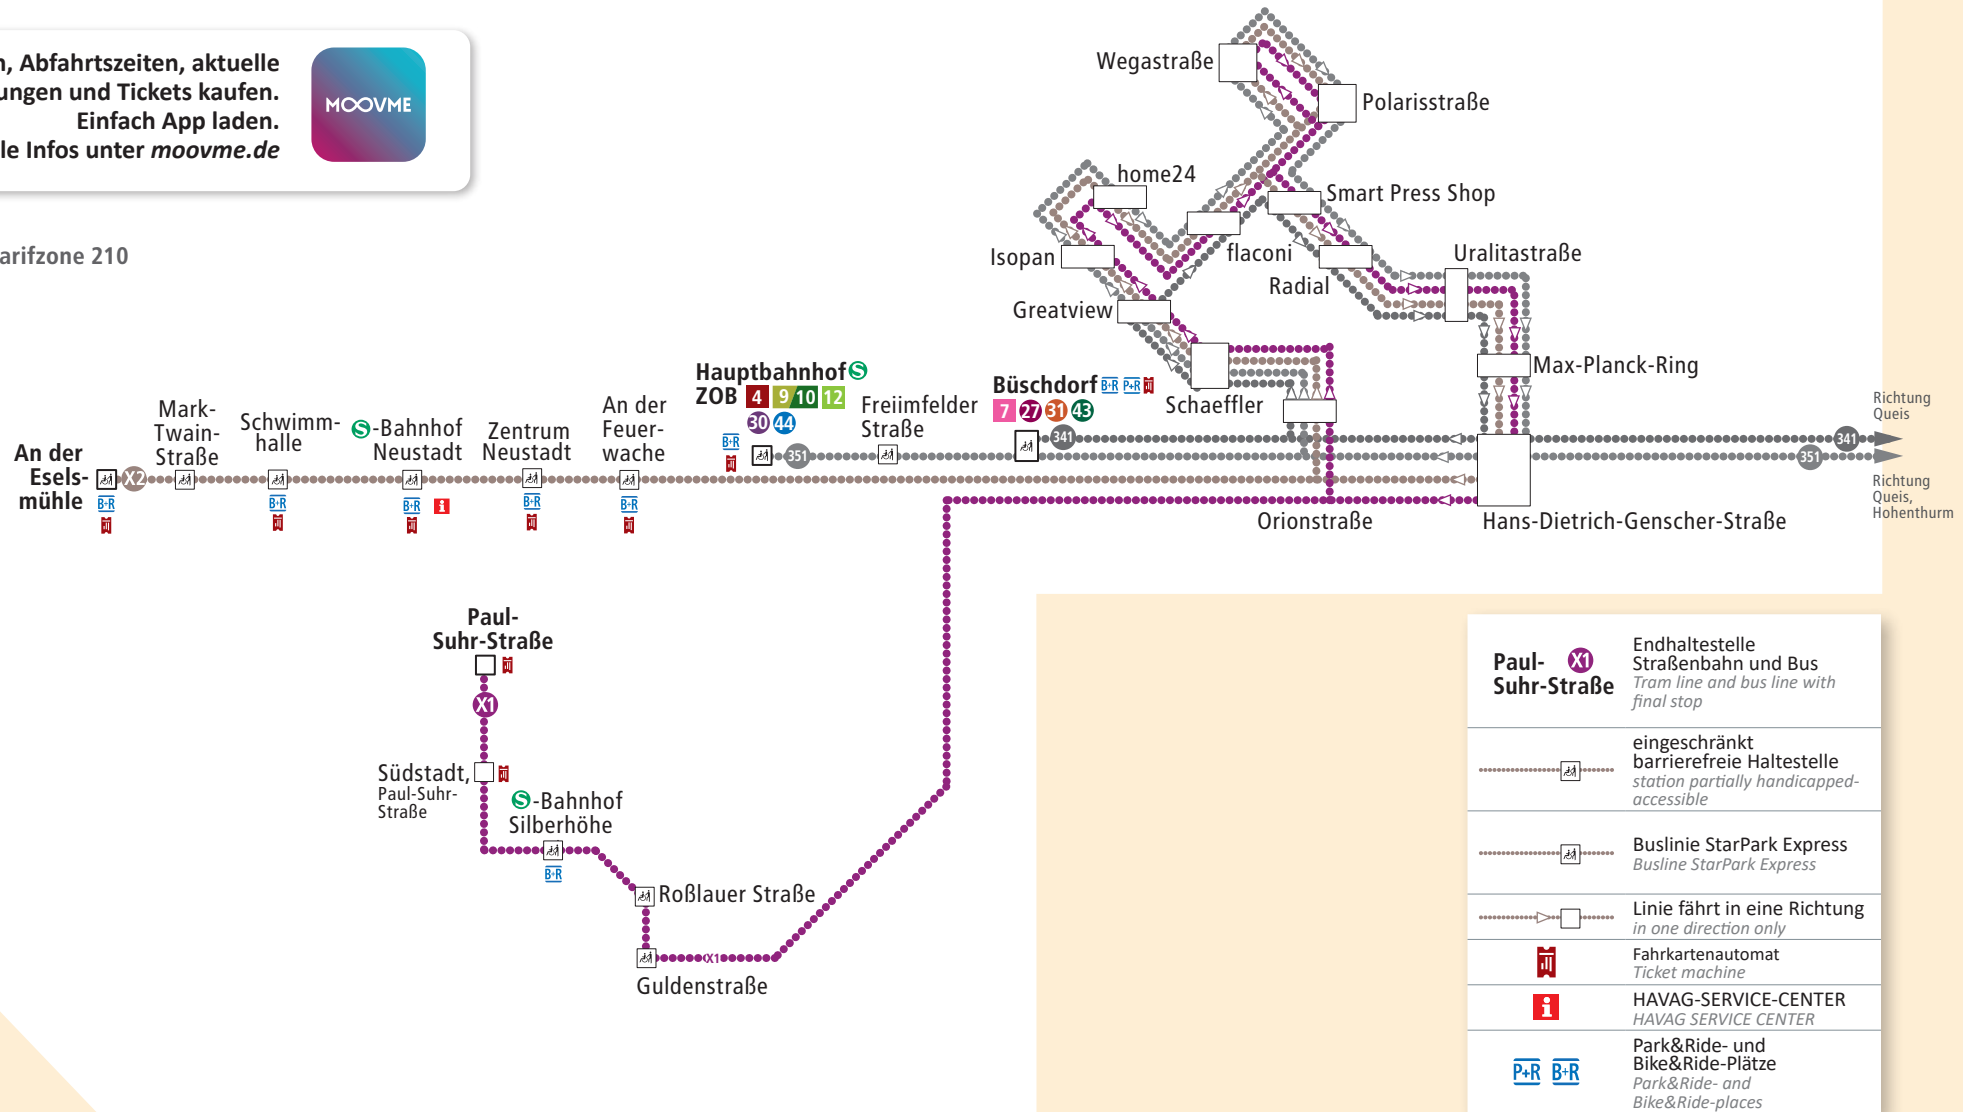 Abfahrtszeiten, aktuelle
und Tickets kaufen.
Einfach App laden.
Infos unter moovme.de
MOOVME
210
Wegastraße
Polarisstraße
home24
Smart Press Shop
Isopan
flaconi
Uralitastraße
Radial
Greatview
Max-Planck-Ring
Schaeffler
Hauptbahnhof S
ZOB 4 9/10 12
30 44
B+R
Büschdorf B+R P+R
7 27 31 43
Freiimfelder
Straße
An der
Feuer-
wache
Zentrum
Neustadt
S-Bahnhof
Neustadt
Schwimm-
halle
Mark-
Twain-
Straße
An der
Esels-
mühle
X2
351
341
341
351
Richtung
Queis
Richtung
Queis,
Hohenthurm
B+R
B+R
B+R
i
B+R
B+R
Orionstraße
Hans-Dietrich-Genscher-Straße
Paul-
Suhr-Straße
X1
Südstadt,
Paul-Suhr-
Straße
S-Bahnhof
Silberhöhe
B+R
Roßlauer Straße
X1
Guldenstraße
Paul-
Suhr-Straße
X1
Endhaltestelle
Straßenbahn und Bus
Tram line and bus line with
final stop
eingeschränkt
barrierefreie Haltestelle
station partially handicapped-
accessible
Buslinie StarPark Express
Busline StarPark Express
Linie fährt in eine Richtung
in one direction only
Fahrkartenautomat
Ticket machine
i
HAVAG-SERVICE-CENTER
HAVAG SERVICE CENTER
P+R B+R
Park&Ride- und
Bike&Ride-Plätze
Park&Ride- and
Bike&Ride-places